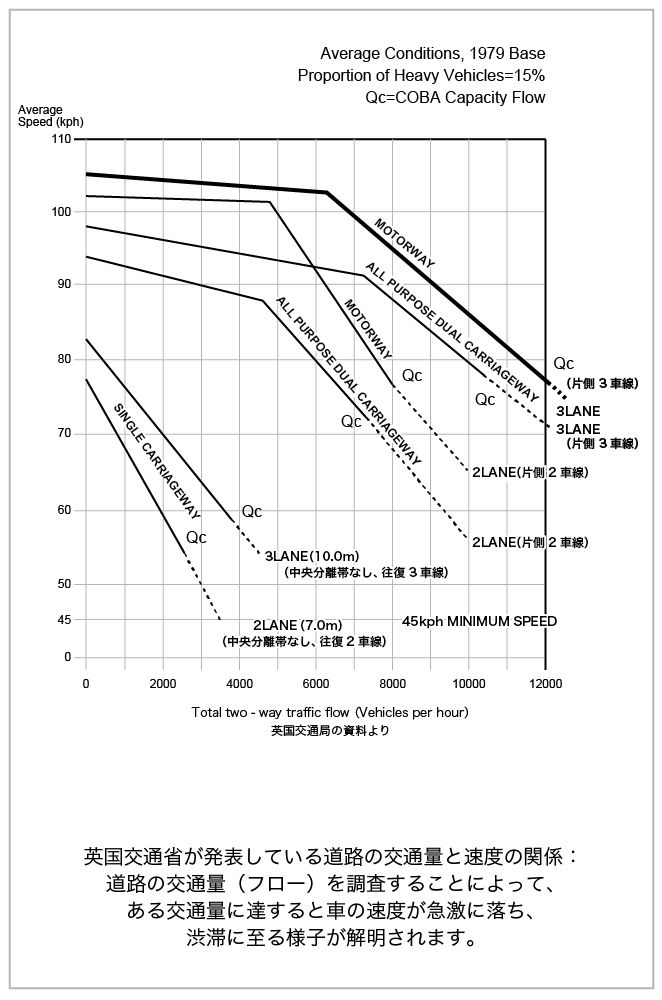 Average Conditions, 1979 Base
Proportion of Heavy Vehicles=15%
Qc=COBA Capacity Flow
Average
Speed (kph)
110
100
90
80
70
60
50
45
0
MOTORWAY
ALL PURPOSE DUAL CARRIAGEWAY
MOTORWAY
ALL PURPOSE DUAL CARRIAGEWAY
SINGLE CARRIAGEWAY
Qc
(片側3車線)
3LANE
3LANE
(片側3車線)
Qc
Qc
Qc
2LANE(片側2車線)
Qc
Qc
2LANE(片側2車線)
3LANE(10.0m)
(中央分離帯なし、往復3車線)
2LANE(7.0m)
(中央分離帯なし、往復2車線)
45kph MINIMUM SPEED
0 2000 4000 6000 8000 10000 12000
Total two - way traffic flow (Vehicles per hour)
英国交通局の資料より
英国交通省が発表している道路の交通量と速度の関係：
道路の交通量（フロー）を調査することによって、
ある交通量に達すると車の速度が急激に落ち、
渋滞に至る様子が解明されます。